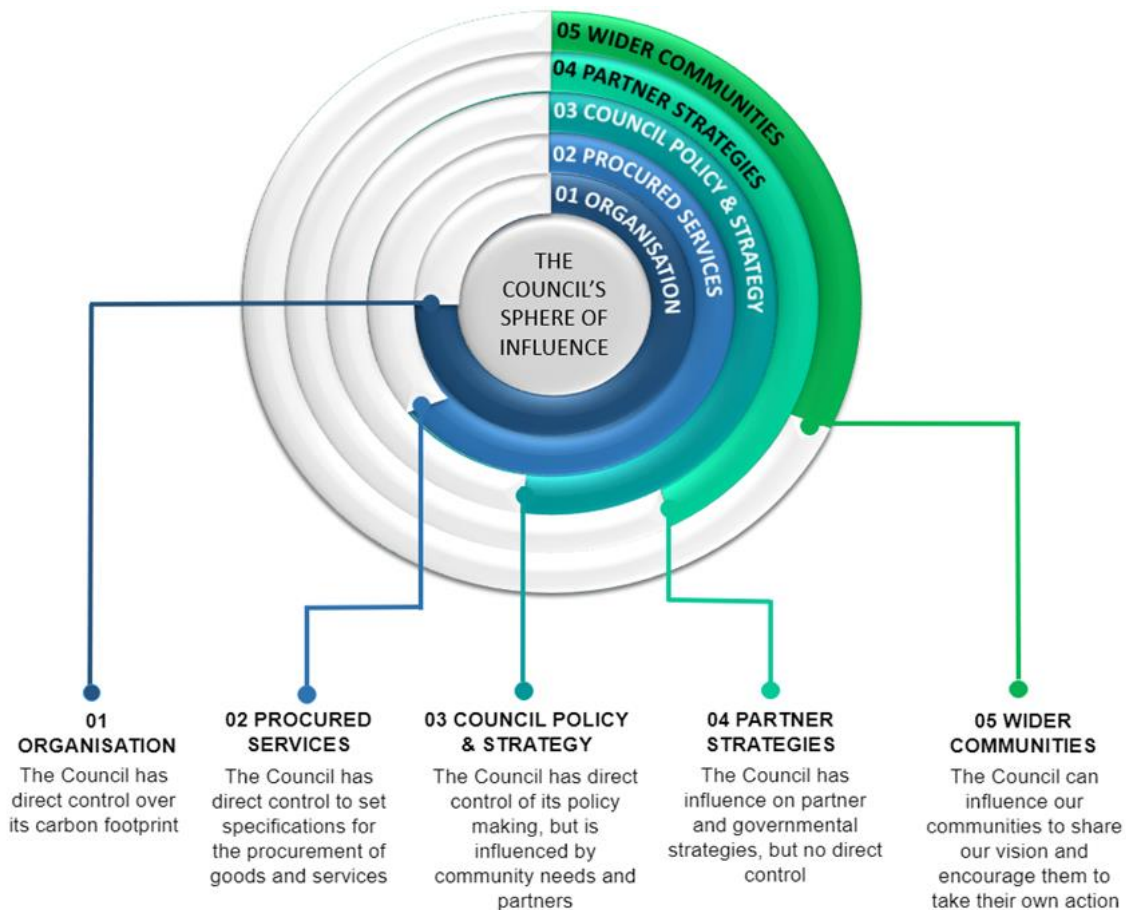 05 WIDER COMMUNITIES
04 PARTNER STRATEGIES
03 COUNCIL POLICY & STRATEGY
02 PROCURED SERVICES
01 ORGANISATION
THE
COUNCIL'S
SPHERE OF
INFLUENCE
01
ORGANISATION
The Council has
direct control over
its carbon footprint
02 PROCURED
SERVICES
The Council has
direct control to set
specifications for
the procurement of
goods and services
03 COUNCIL POLICY
& STRATEGY
The Council has direct
control of its policy
making, but is
influenced by
community needs and
partners
04 PARTNER
STRATEGIES
The Council has
influence on partner
and governmental
strategies, but no direct
control
05 WIDER
COMMUNITIES
The Council can
influence our
communities to share
our vision and
encourage them to
take their own action